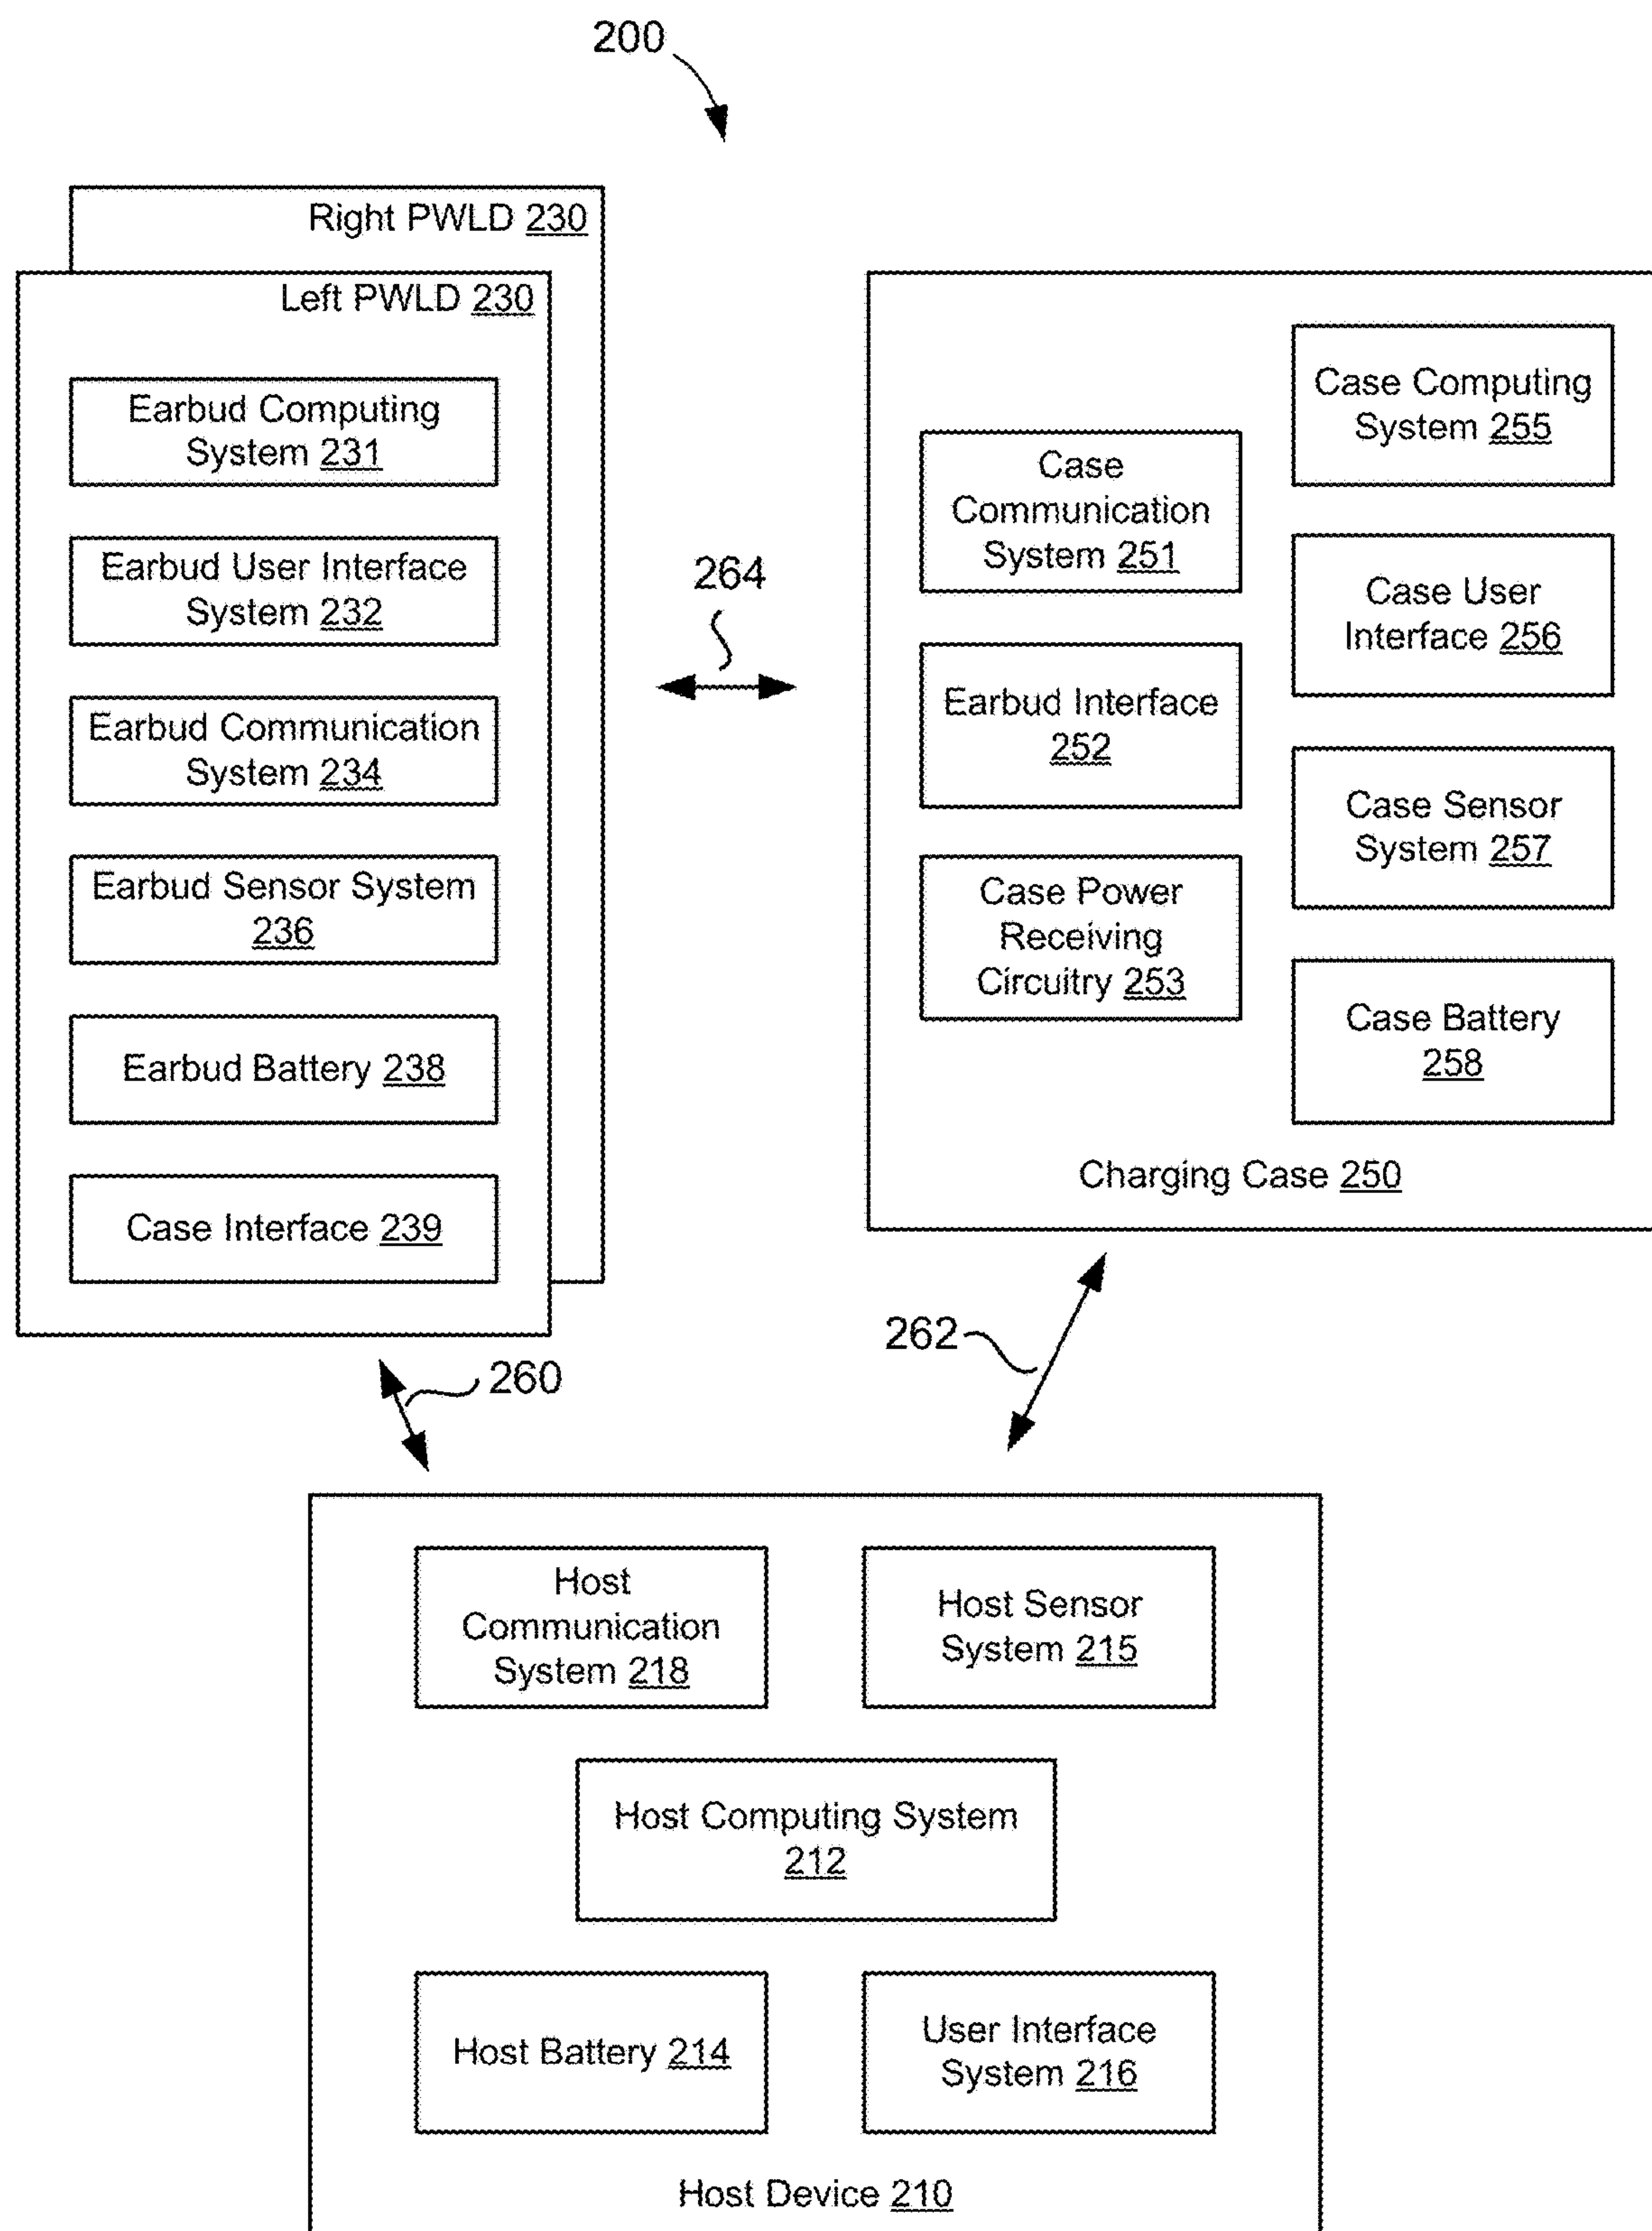 200
Right PWLD 230
Left PWLD 230
Earbud Computing
System 231
Earbud User Interface
System 232
Earbud Communication
System 234
Earbud Sensor System
236
Earbud Battery 238
Case Interface 239
264
Case
Communication
System 251
Earbud Interface
252
Case Power
Receiving
Circuitry 253
Case Computing
System 255
Case User
Interface 256
Case Sensor
System 257
Case Battery
258
Charging Case 250
260
262
Host
Communication
System 218
Host Sensor
System 215
Host Computing System
212
Host Battery 214
User Interface
System 216
Host Device 210